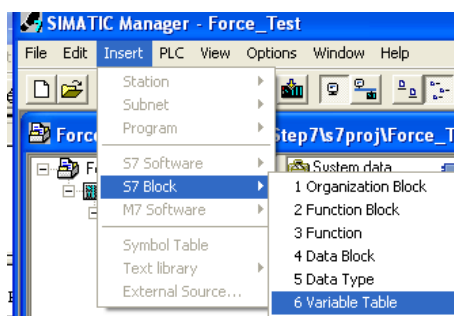 SIMATIC Manager - Force_Test
File Edit Insert PLC View Options Window Help
Station
Subnet
Program
S7 Software
S7 Block
M7 Software
Symbol Table
Text library
External Source...
Force
Step7\s7proj\Force_T
System data
1 Organization Block
2 Function Block
3 Function
4 Data Block
5 Data Type
6 Variable Table